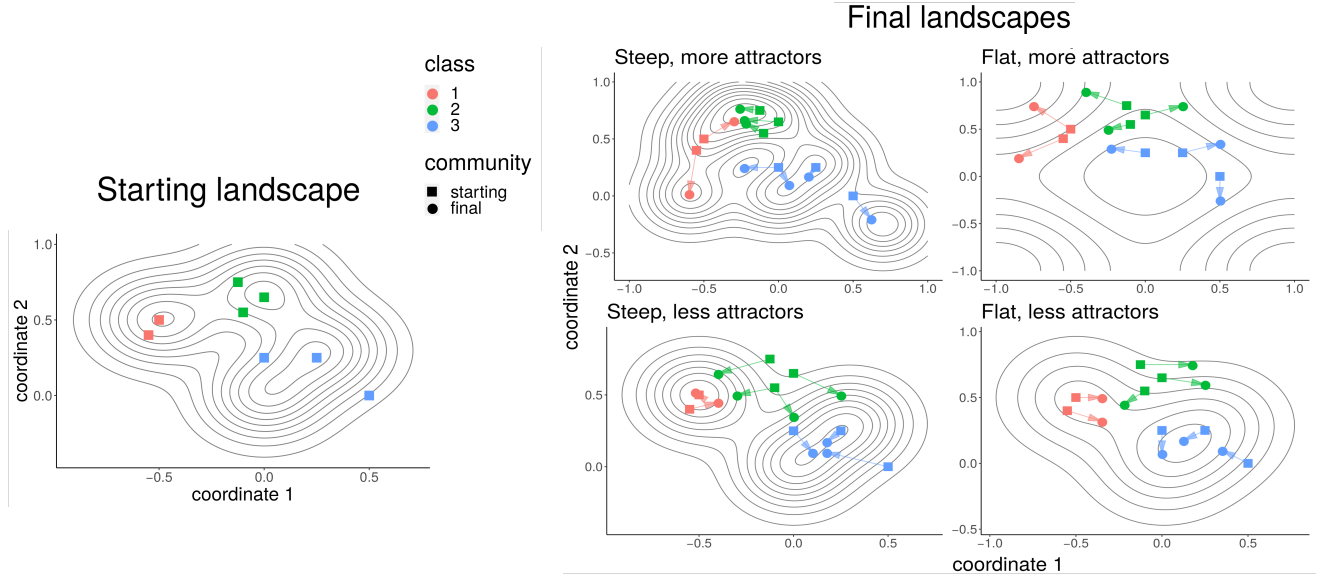 Final landscapes
Steep, more attractors
Flat, more attractors
class
1
2
3
community
starting
final
Starting landscape
1.0
0.5
0.0
−0.5
0.0
0.5
coordinate 1
coordinate 2
1.0
0.5
0.0
−0.5
−1.0
−0.5
0.0
0.5
1.0
1.0
0.5
0.0
−0.5
−1.0
−1.0
−0.5
0.0
0.5
1.0
Steep, less attractors
Flat, less attractors
0.5
0.0
−0.5
0.0
0.5
1.0
0.5
0.0
−0.5
−1.0
−0.5
0.0
0.5
coordinate 2
coordinate 1